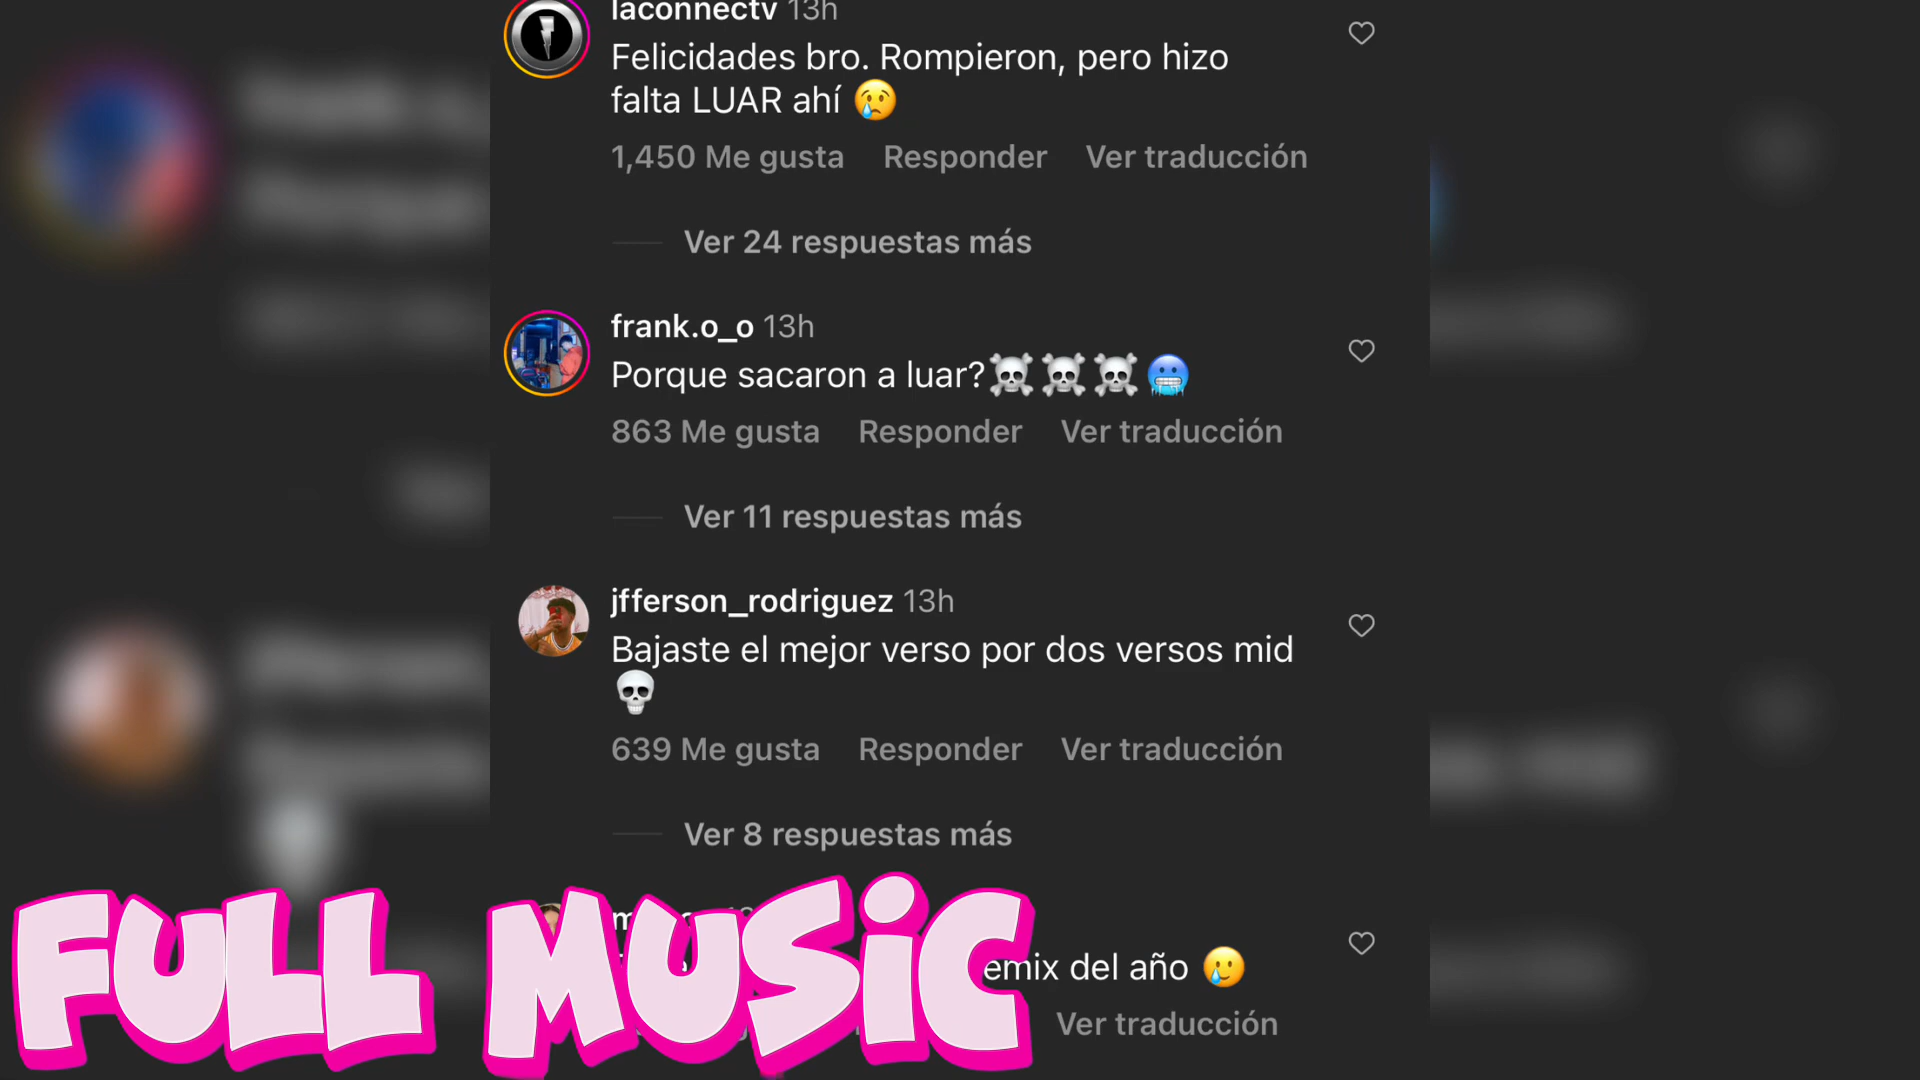 laconnectv 13h
Felicidades bro. Rompieron, pero hizo
falta LUAR ahí 😢
1,450 Me gusta Responder Ver traducción
Ver 24 respuestas más
frank.o_o 13h
Porque sacaron a luar?☠️☠️☠️🥶
863 Me gusta Responder Ver traducción
Ver 11 respuestas más
jfferson_rodriguez 13h
Bajaste el mejor verso por dos versos mid
💀
639 Me gusta Responder Ver traducción
Ver 8 respuestas más
emix del año 🥲
Ver traducción
FULL MUSIC